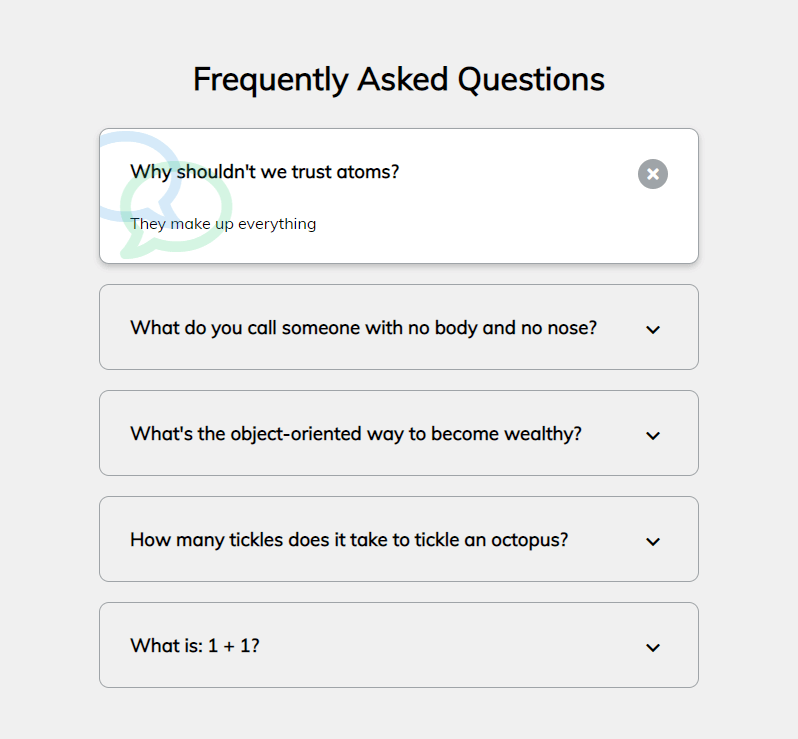 Frequently Asked Questions
Why shouldn't we trust atoms?
They make up everything
What do you call someone with no body and no nose?
What's the object-oriented way to become wealthy?
How many tickles does it take to tickle an octopus?
What is: 1 + 1?